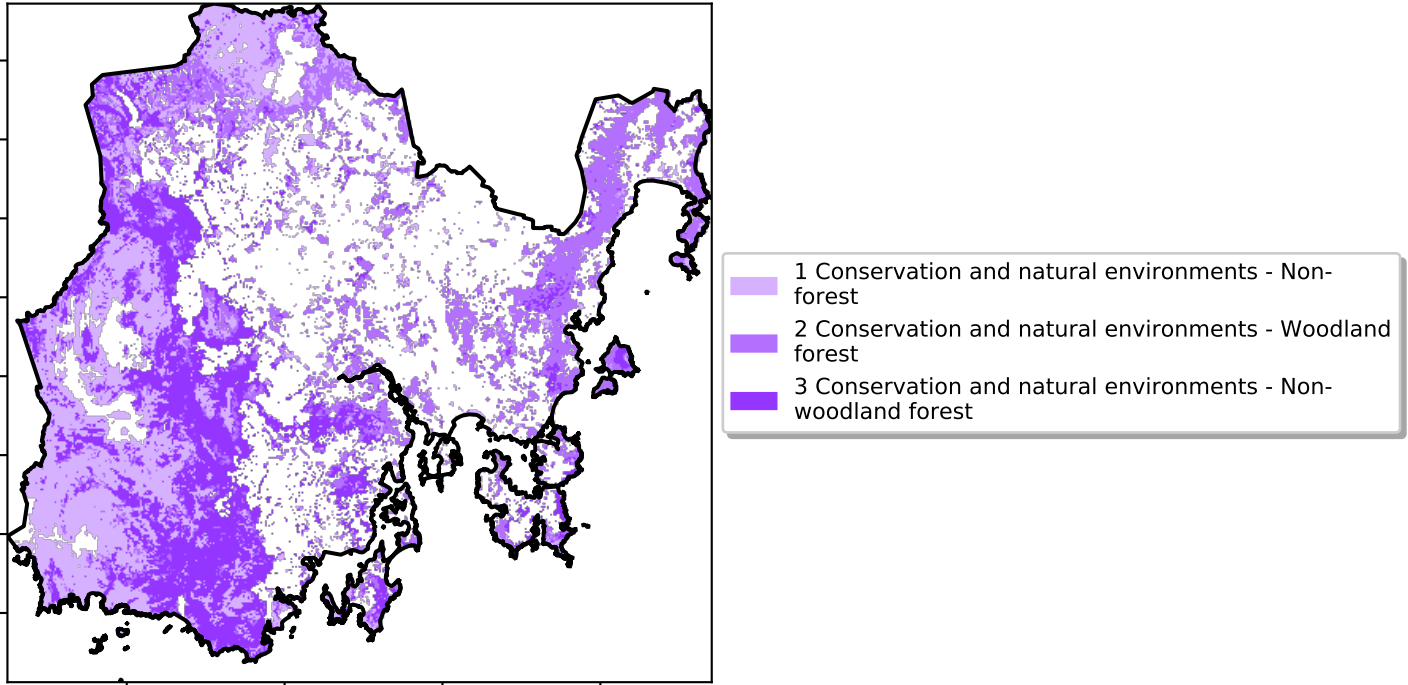 1 Conservation and natural environments - Non-
forest
2 Conservation and natural environments - Woodland
forest
3 Conservation and natural environments - Non-
woodland forest